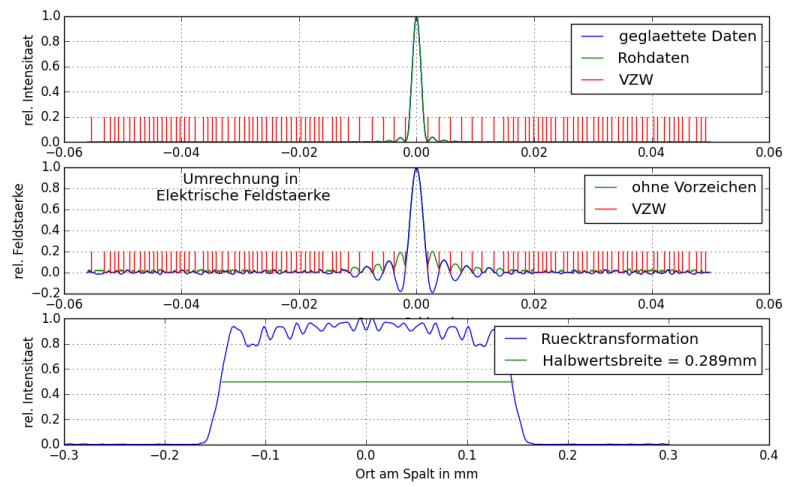 rel. Intensitaet
1.0
0.8
0.6
0.4
0.2
0.0
geglaettete Daten
Rohdaten
VZW
−0.06 −0.04 −0.02 0.00 0.02 0.04 0.06
rel. Feldstaerke
1.0
0.8
0.6
0.4
0.2
0.0
−0.2
Umrechnung in
Elektrische Feldstaerke
ohne Vorzeichen
VZW
−0.06 −0.04 −0.02 0.00 0.02 0.04 0.06
rel. Intensitaet
1.0
0.8
0.6
0.4
0.2
0.0
Ruecktransformation
Halbwertsbreite = 0.289mm
−0.3 −0.2 −0.1 0.0 0.1 0.2 0.3 0.4
Ort am Spalt in mm